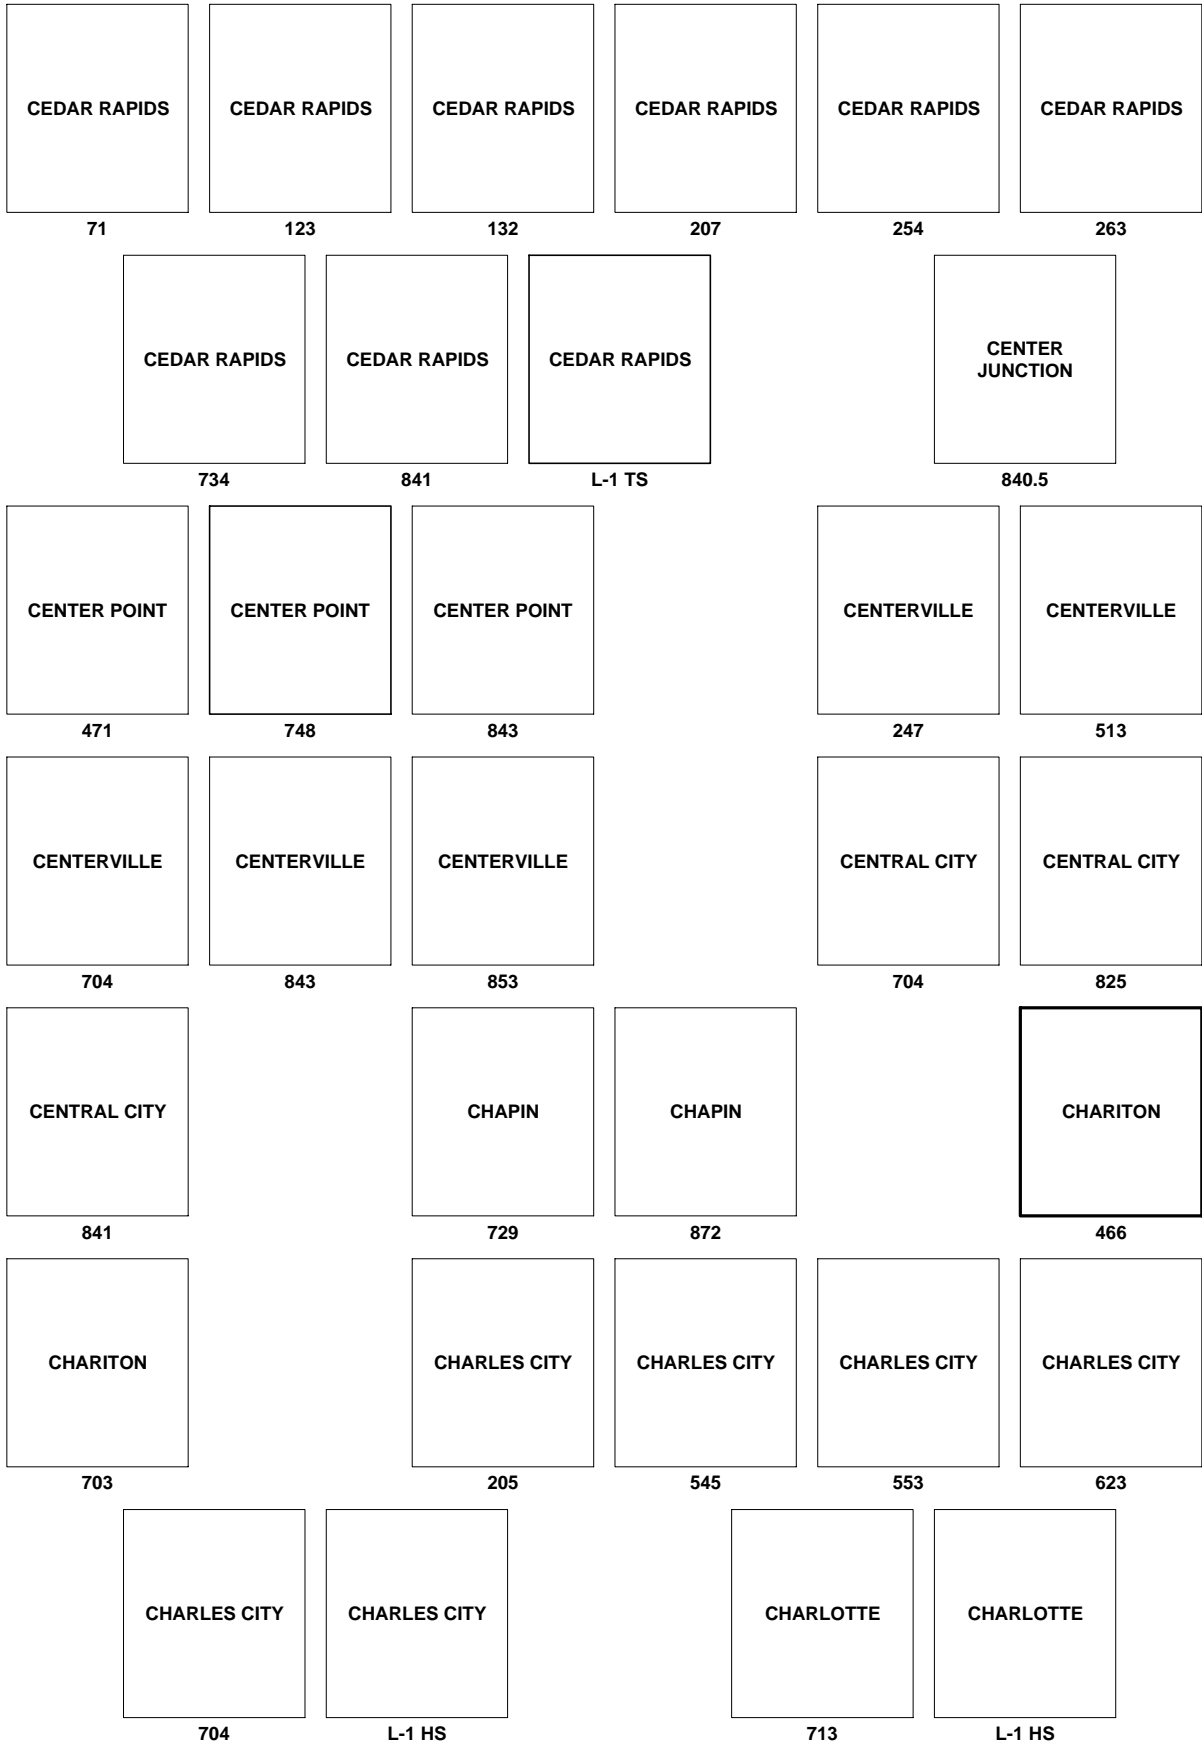 CEDAR RAPIDS CEDAR RAPIDS CEDAR RAPIDS CEDAR RAPIDS CEDAR RAPIDS CEDAR RAPIDS
71 123 132 207 254 263
CEDAR RAPIDS CEDAR RAPIDS CEDAR RAPIDS CENTER
JUNCTION
734 841 L-1 TS 840.5
CENTER POINT CENTER POINT CENTER POINT CENTERVILLE CENTERVILLE
471 748 843 247 513
CENTERVILLE CENTERVILLE CENTERVILLE CENTRAL CITY CENTRAL CITY
704 843 853 704 825
CENTRAL CITY CHAPIN CHAPIN CHARITON
841 729 872 466
CHARITON CHARLES CITY CHARLES CITY CHARLES CITY CHARLES CITY
703 205 545 553 623
CHARLES CITY CHARLES CITY CHARLOTTE CHARLOTTE
704 L-1 HS 713 L-1 HS